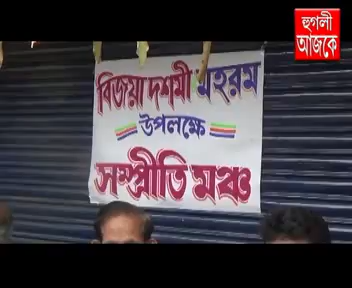 হুগলী
আজকে
বিজয়া দশমী মহরম
উপলক্ষে
সম্প্রীতি মঞ্চ